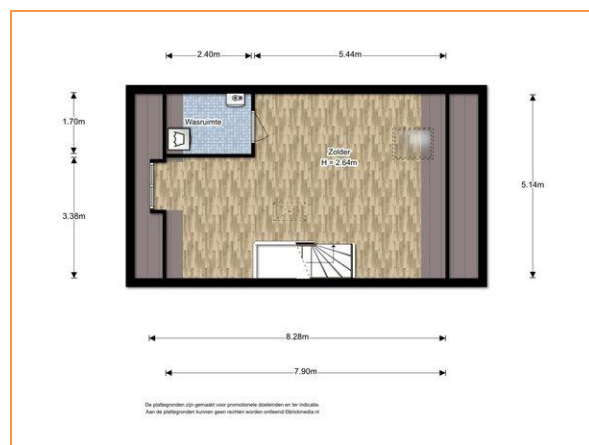 2.40m
5.44m
1.70m
Wasruimte
Zolder
H = 2.64m
5.14m
3.38m
8.28m
7.90m
De plattegronden zijn gemaakt voor promotionele doeleinden en ter indicatie.
Aan de plattegronden kunnen geen rechten worden ontleend ©brickmedia.nl